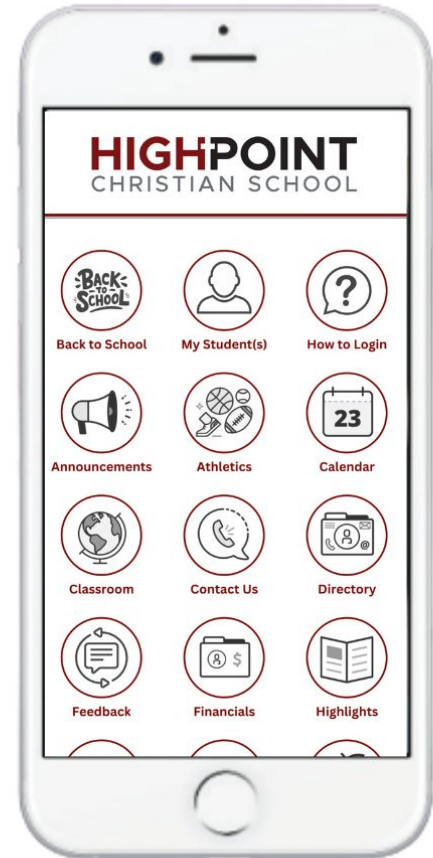 HIGHPOINT
CHRISTIAN SCHOOL
BACK
TO
SCHOOL
Back to School
My Student(s)
?
How to Login
Announcements
Athletics
23
Calendar
Classroom
Contact Us
@
Directory
Feedback
$
Financials
Highlights